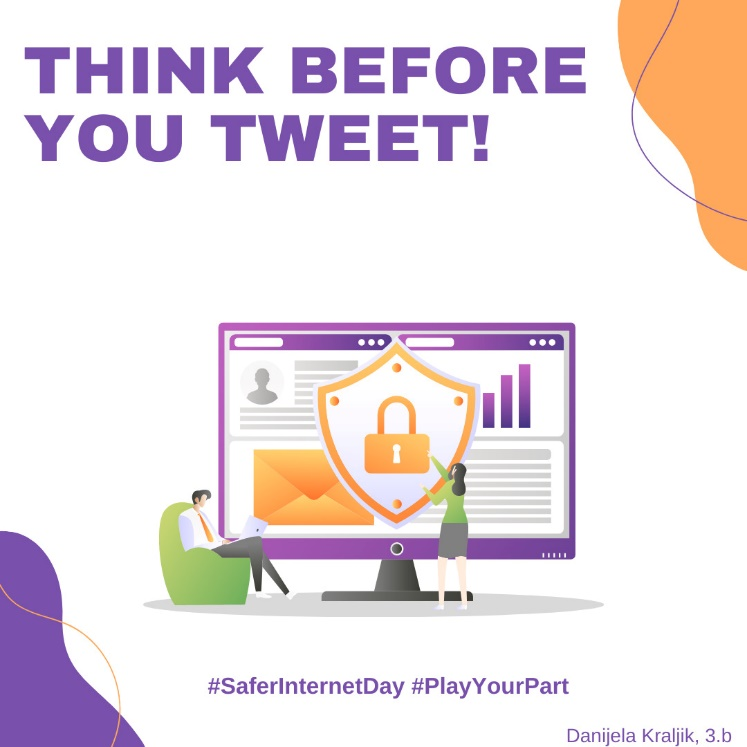 THINK BEFORE
YOU TWEET!
#SaferInternetDay #PlayYourPart
Danijela Kraljik, 3.b